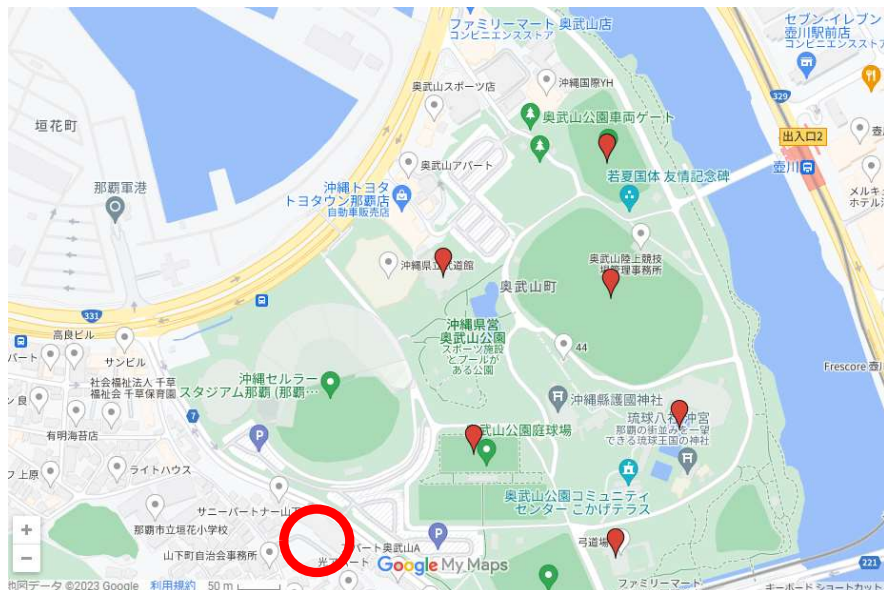 ファミリーマート 奥武山店
コンビニエンスストア
セブン-イレブン
壺川駅前店
コンビニエンススト
奥武山スポーツ店
沖縄国際YH
329
奥武山公園車両ゲート
垣花町
出入口2
壺川
奥武山アパート
若夏国体 友情記念碑
那覇軍港
沖縄トヨタ
トヨタウン那覇店
自動車販売店
メルキ
ホテル
奥武山陸上競技
場管理事務所
沖縄県立武道館
奥武山町
331
高良ビル
沖縄県営
奥武山公園
スポーツ施設
とプールが
ある公園
44
パート
サンビル
Frescore 壺川
社会福祉法人 千草
福祉会 千草保育園
沖縄セルラー
スタジアム那覇 (那覇…
沖縄縣護國神社
7
琉球八社 沖宮
那覇の街並みを一望
できる琉球王国の神社
有明海苔店
武山公園庭球場
P
ライトハウス
上原
奥武山公園コミュニティ
センター こかげテラス
サニーパートナー山下
那覇市立垣花小学校
P
パート奥武山A
弓道場
山下町自治会事務所
光アパート
Google My Maps
221
ファミリーマート
地図データ ©2023 Google
利用規約
50 m
キーボード ショートカット